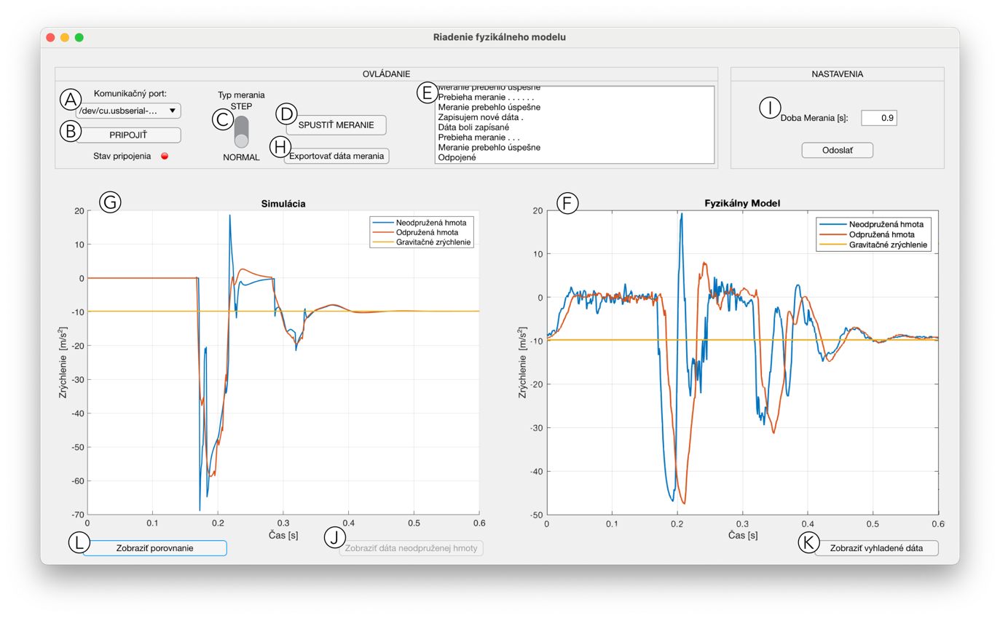 Riadenie fyzikálneho modelu
OVLÁDANIE
A
Komunikačný port:
/dev/cu.usbserial-...
B
PRIPOJIŤ
Stav pripojenia
Typ merania
STEP
C
NORMAL
D
SPUSTIŤ MERANIE
H
Exportovať dáta merania
E
Meranie prebehlo úspešne
Prebieha meranie . . . . . .
Meranie prebehlo úspešne
Zapisujem nové dáta .
Dáta boli zapísané
Prebieha meranie . . .
Meranie prebehlo úspešne
Odpojené
NASTAVENIA
I
Doba Merania [s]:
0.9
Odoslať
G
Simulácia
Neodpružená hmota
Odpružená hmota
Gravitačné zrýchlenie
20
10
0
-10
-20
-30
-40
-50
-60
-70
Zrýchlenie [m/s²]
0 0.1 0.2 0.3 0.4 0.5 0.6
Čas [s]
F
Fyzikálny Model
Neodpružená hmota
Odpružená hmota
Gravitačné zrýchlenie
20
10
0
-10
-20
-30
-40
-50
Zrýchlenie [m/s²]
0 0.1 0.2 0.3 0.4 0.5 0.6
Čas [s]
L
Zobraziť porovnanie
J
Zobraziť dáta neodpruženej hmoty
K
Zobraziť vyhladené dáta